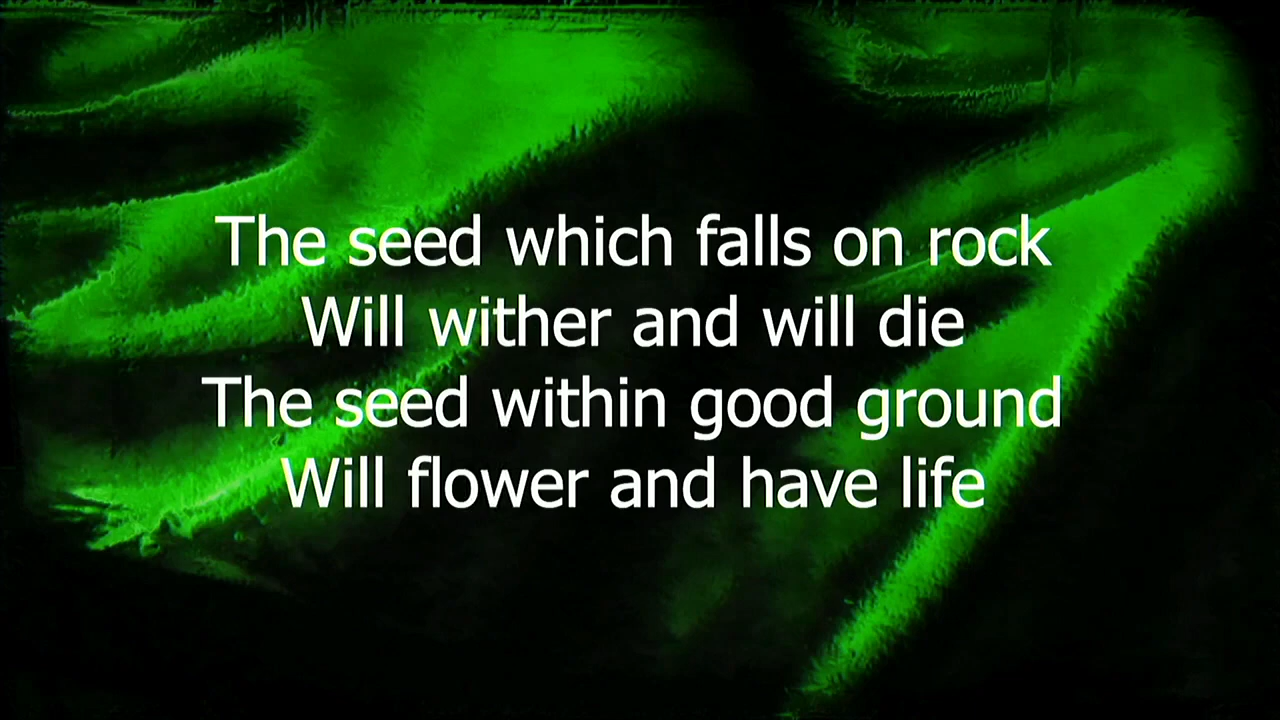 The seed which falls on rock
Will wither and will die
The seed within good ground
Will flower and have life